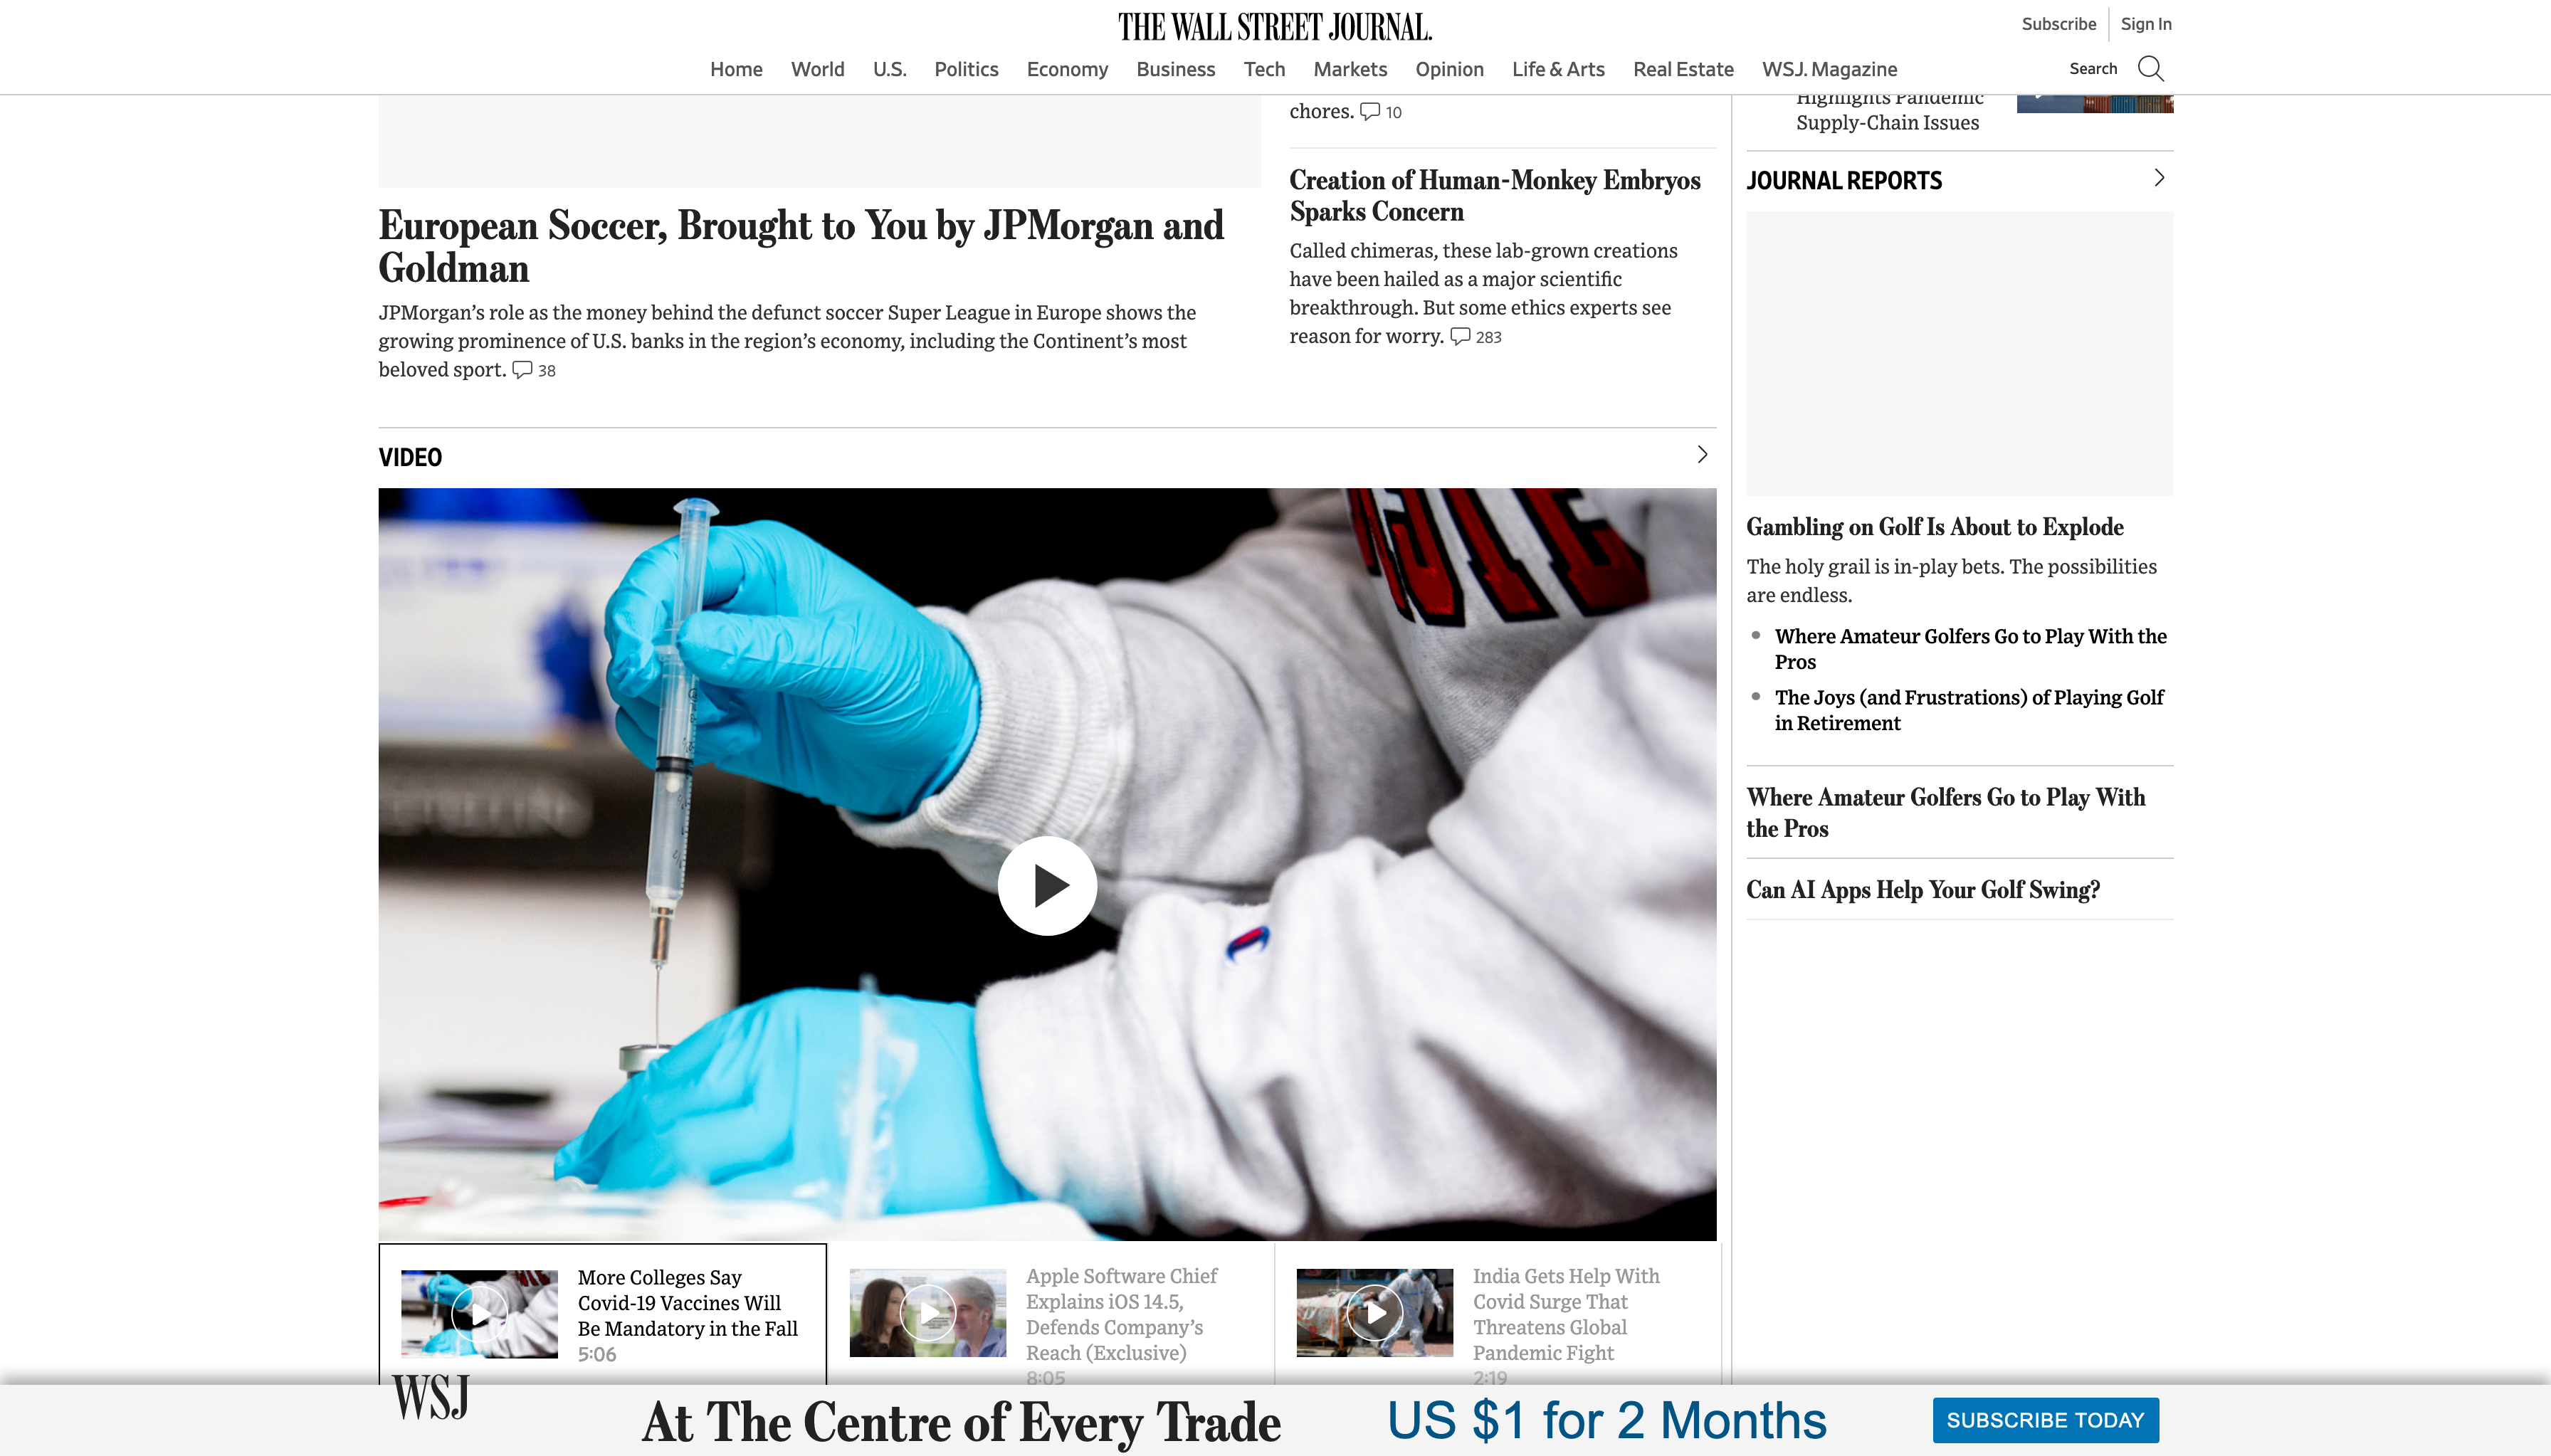 THE WALL STREET JOURNAL.
Subscribe
Sign In
Home World U.S. Politics Economy Business Tech Markets Opinion Life & Arts Real Estate WSJ. Magazine
Search
European Soccer, Brought to You by JPMorgan and
Goldman
JPMorgan’s role as the money behind the defunct soccer Super League in Europe shows the
growing prominence of U.S. banks in the region’s economy, including the Continent’s most
beloved sport. 38
chores. 10
Creation of Human-Monkey Embryos
Sparks Concern
Called chimeras, these lab-grown creations
have been hailed as a major scientific
breakthrough. But some ethics experts see
reason for worry. 283
Highlights Pandemic
Supply-Chain Issues
JOURNAL REPORTS
Gambling on Golf Is About to Explode
The holy grail is in-play bets. The possibilities
are endless.
Where Amateur Golfers Go to Play With the
Pros
The Joys (and Frustrations) of Playing Golf
in Retirement
Where Amateur Golfers Go to Play With
the Pros
Can AI Apps Help Your Golf Swing?
VIDEO
More Colleges Say
Covid-19 Vaccines Will
Be Mandatory in the Fall
5:06
Apple Software Chief
Explains iOS 14.5,
Defends Company’s
Reach (Exclusive)
8:05
India Gets Help With
Covid Surge That
Threatens Global
Pandemic Fight
2:19
WSJ
At The Centre of Every Trade
US $1 for 2 Months
SUBSCRIBE TODAY